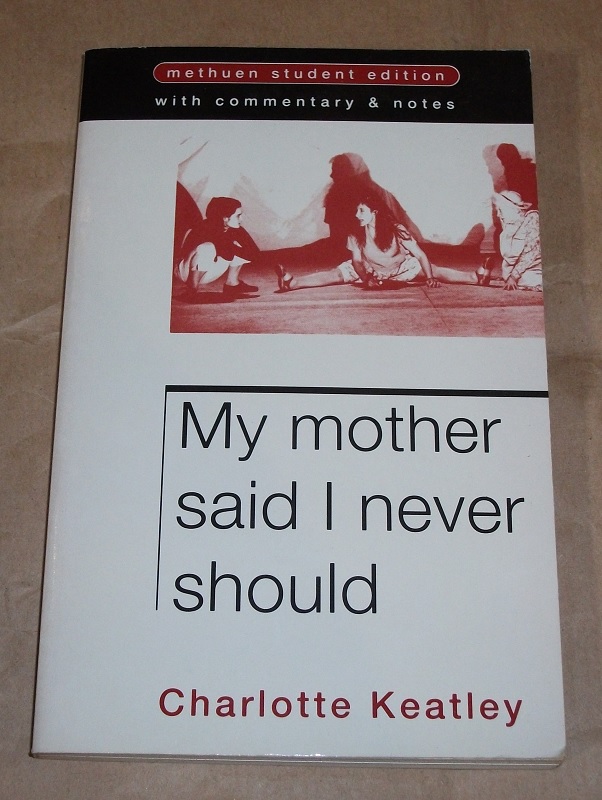 methuen student edition
with commentary & notes
My mother
said I never
should
Charlotte Keatley